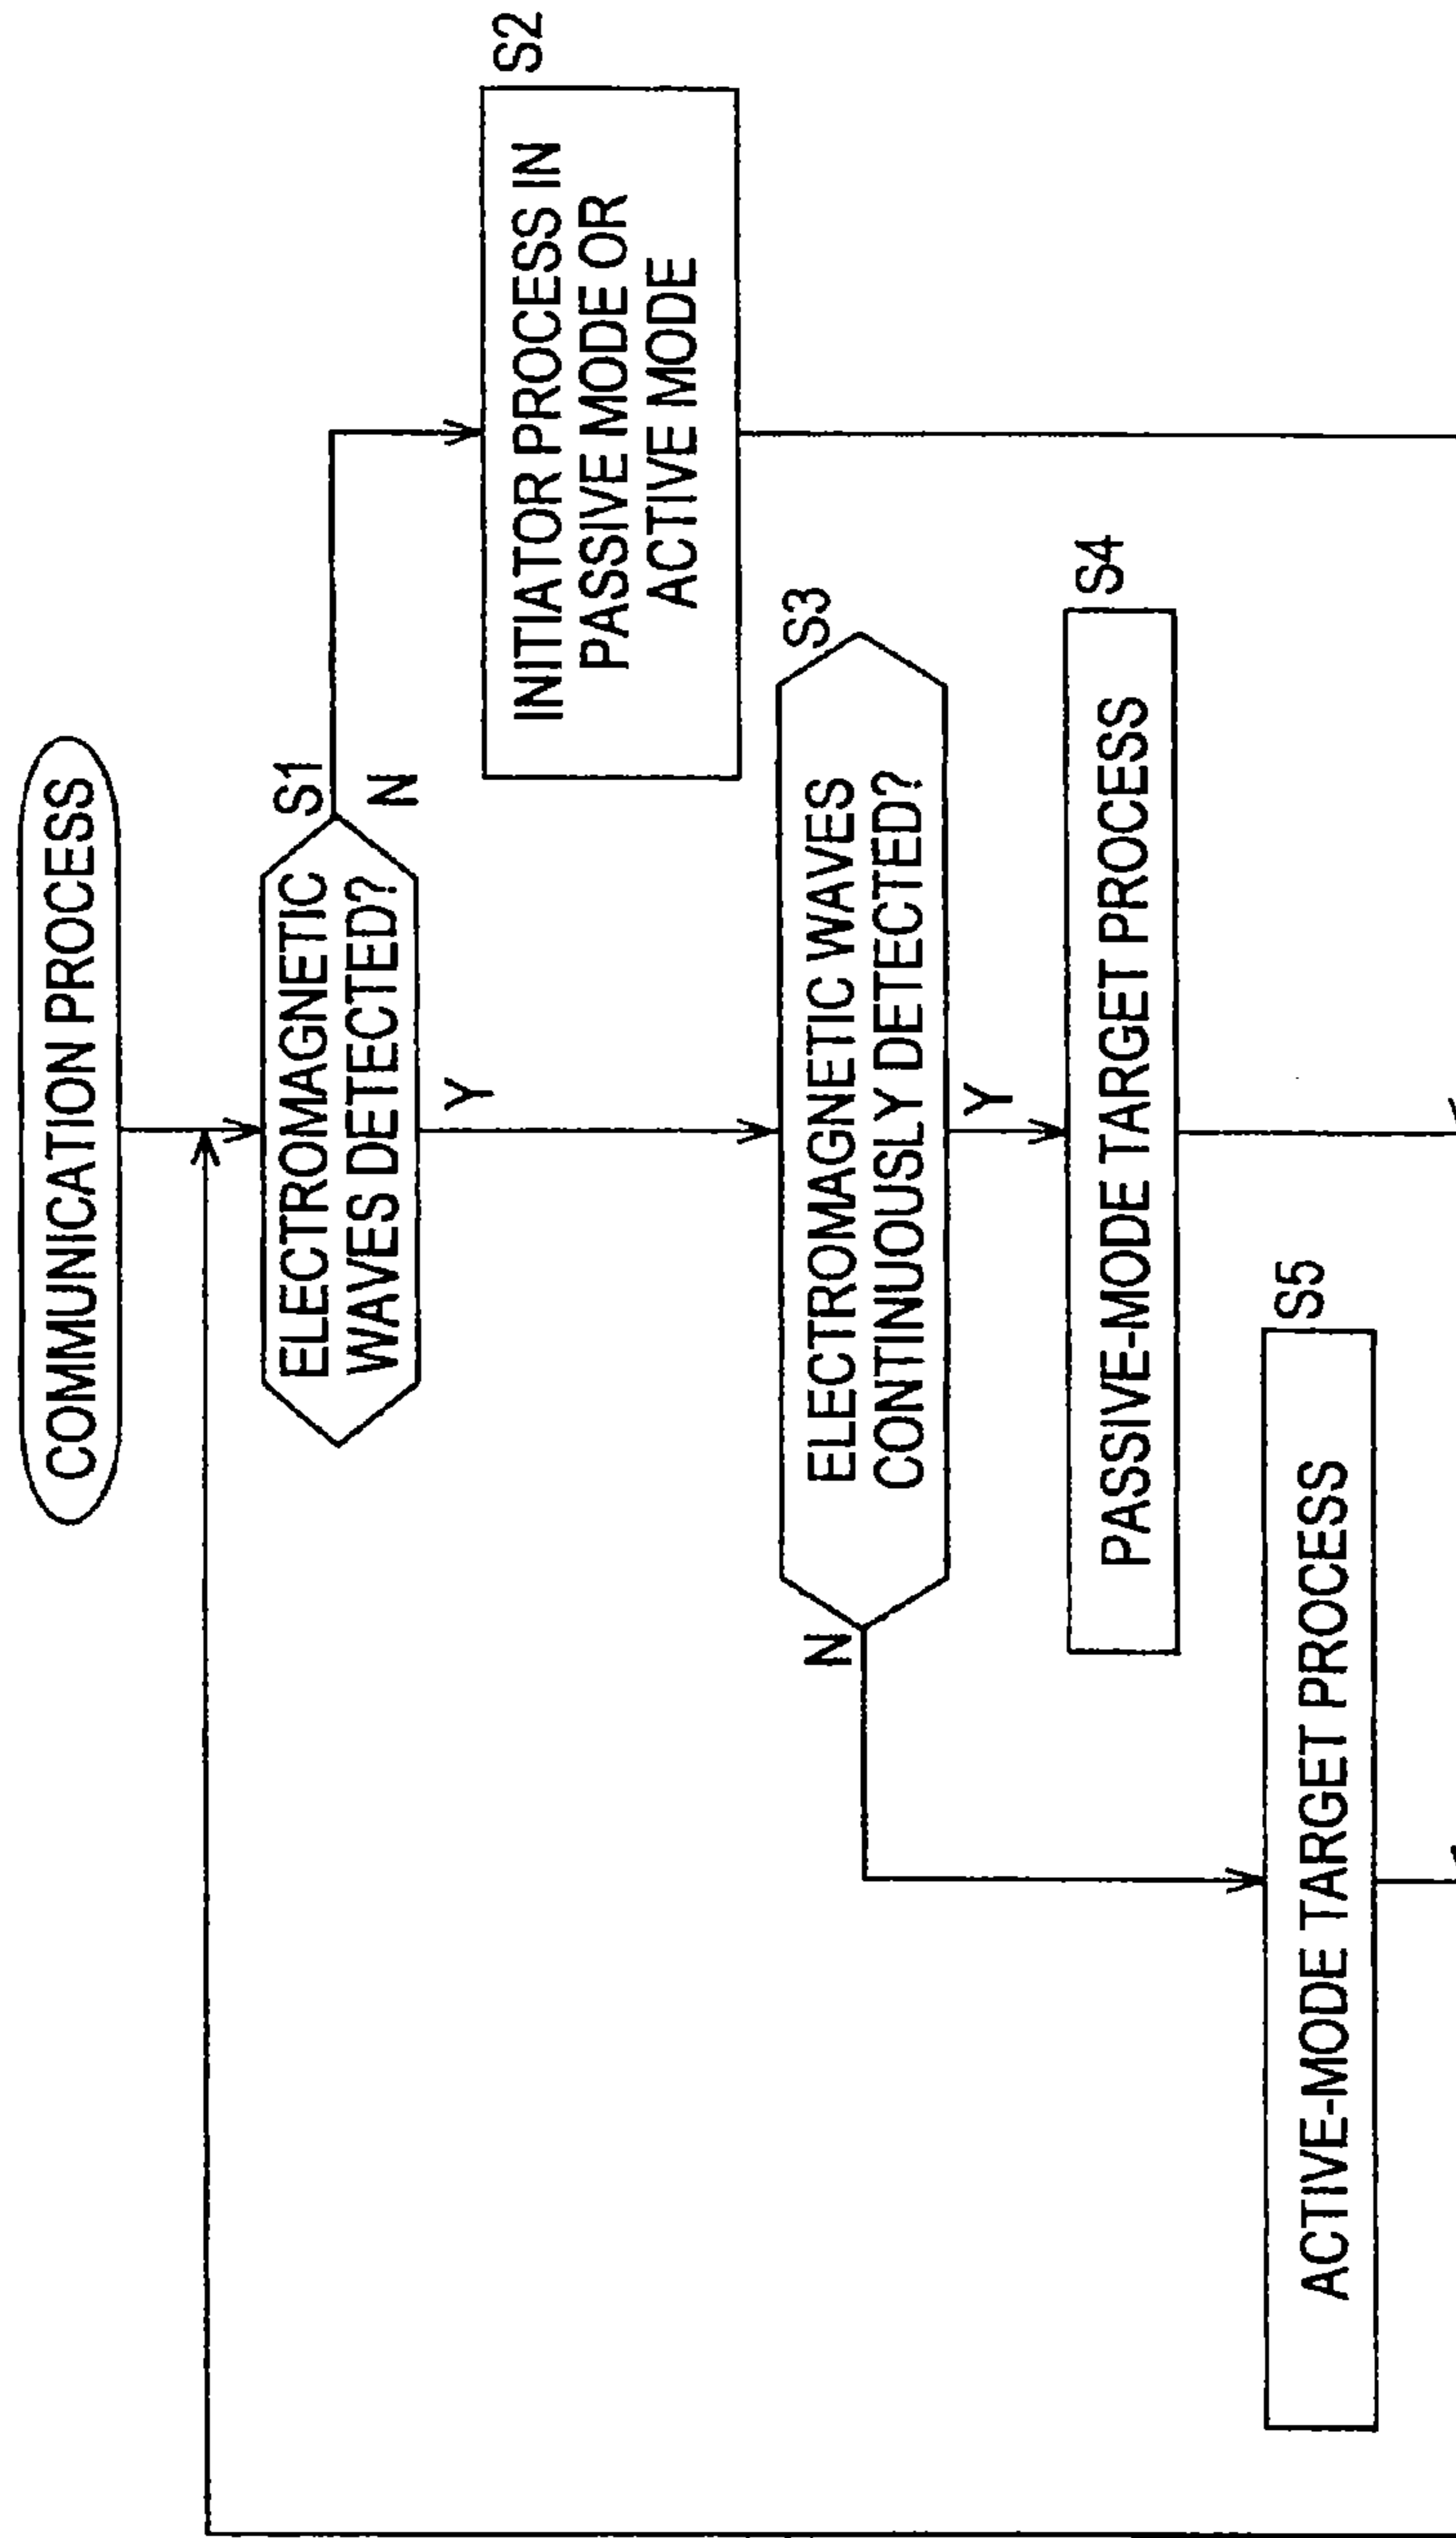 COMMUNICATION PROCESS
S1
ELECTROMAGNETIC
WAVES DETECTED?
N
Y
S2
INITIATOR PROCESS IN
PASSIVE MODE OR
ACTIVE MODE
S3
ELECTROMAGNETIC WAVES
CONTINUOUSLY DETECTED?
N
Y
S4
PASSIVE-MODE TARGET PROCESS
S5
ACTIVE-MODE TARGET PROCESS